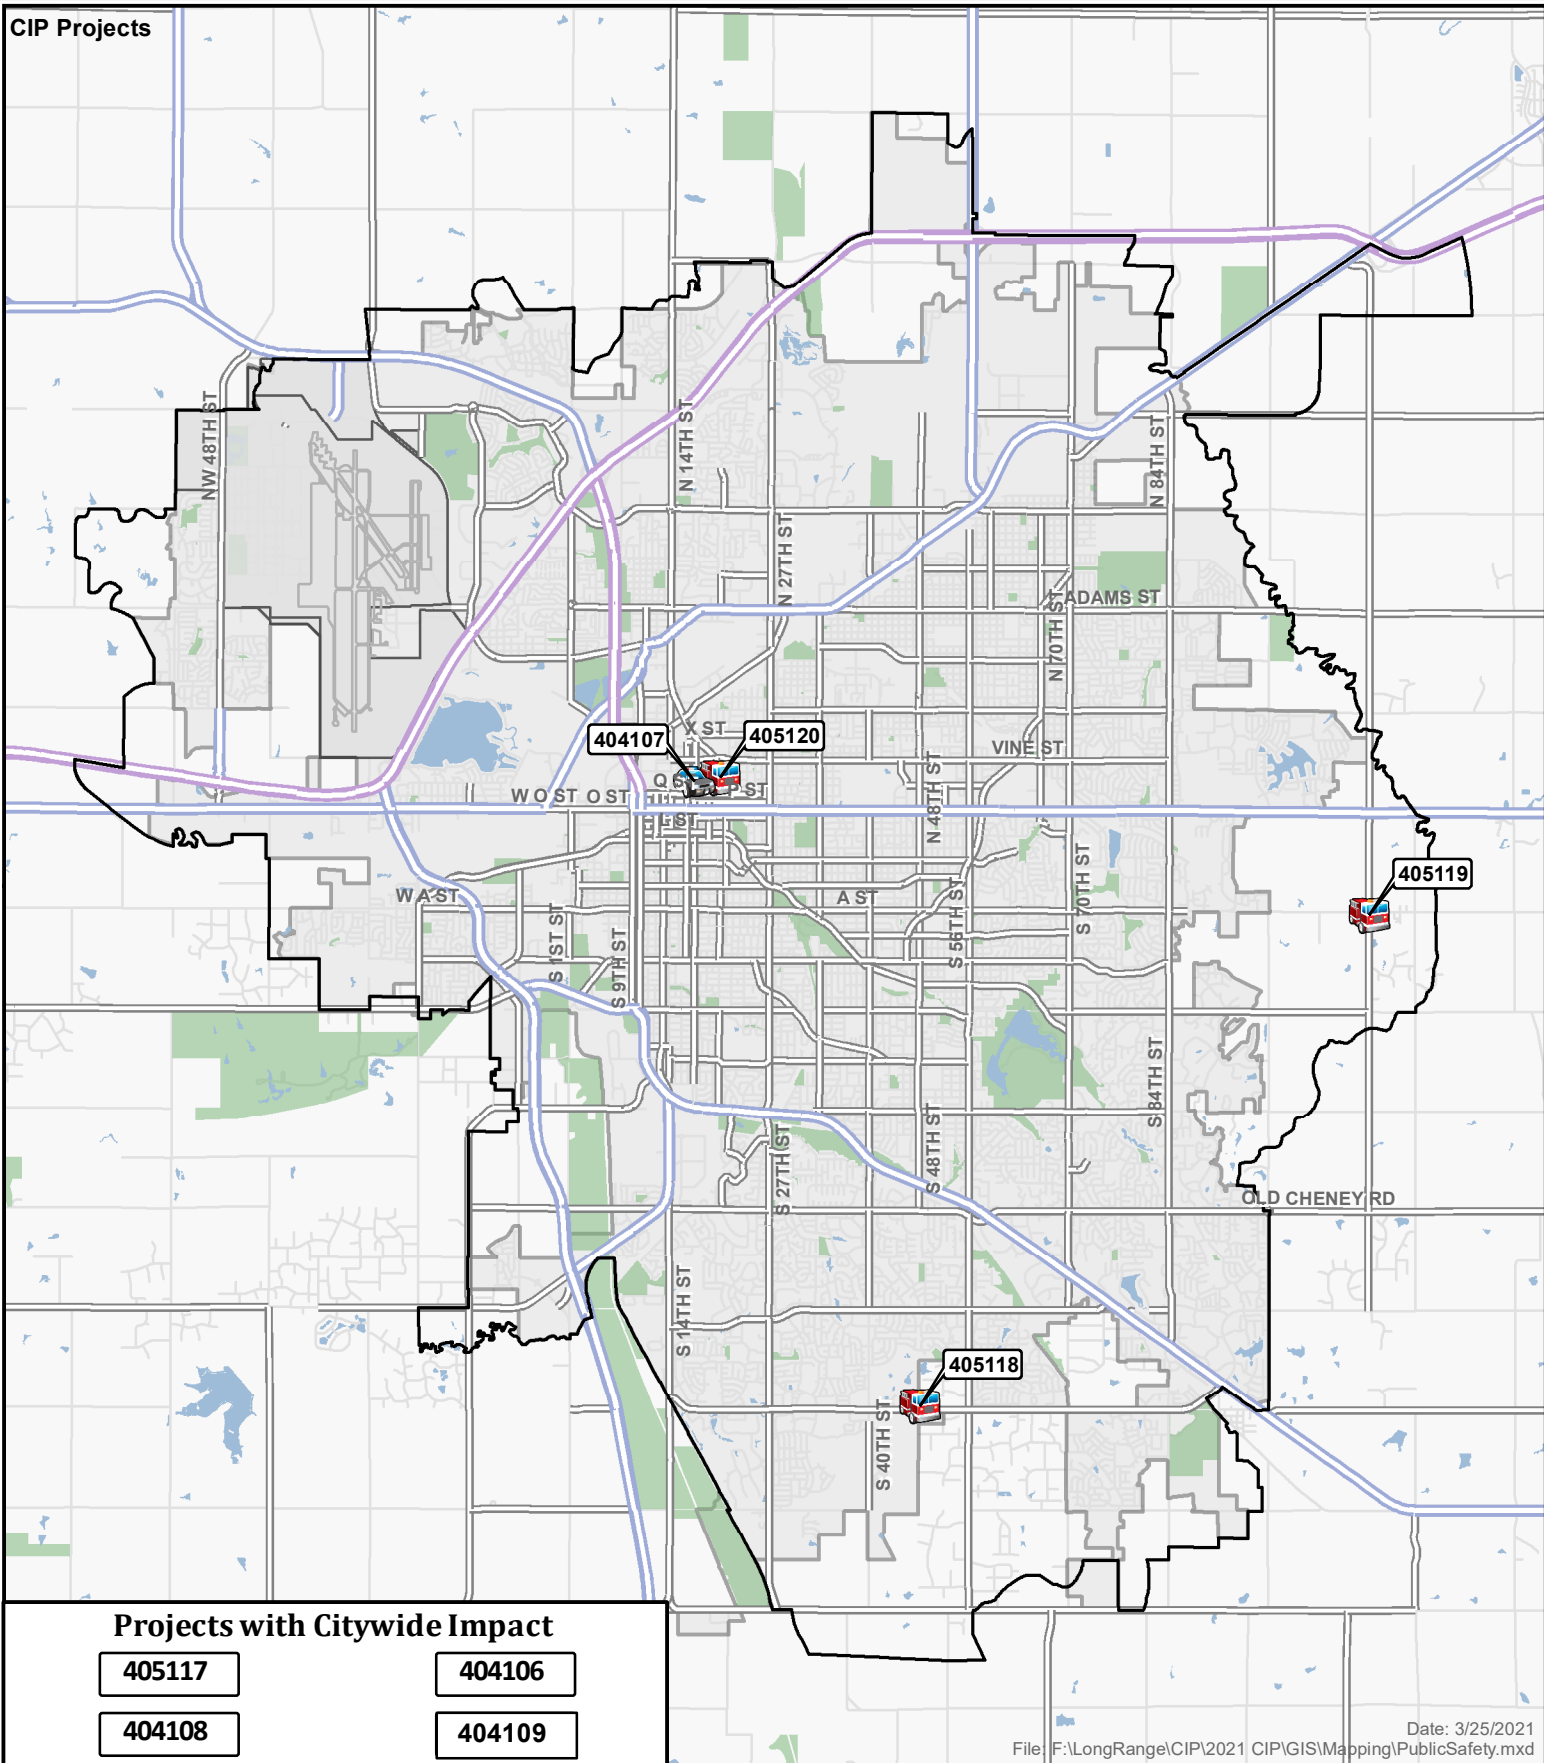 CIP Projects
NW 48TH ST
N 14TH ST
N 84TH ST
N 27TH ST
ADAMS ST
N 70TH ST
404107
X ST
405120
VINE ST
N 48TH ST
Q ST
P ST
W O ST
O ST
L ST
405119
W A ST
A ST
S 70TH ST
S 56TH ST
S 1ST ST
S 9TH ST
S 84TH ST
S 27TH ST
S 48TH ST
OLD CHENEY RD
S 14TH ST
405118
S 40TH ST
Projects with Citywide Impact
405117
404106
404108
404109
Date: 3/25/2021
File: F:\LongRange\CIP\2021 CIP\GIS\Mapping\PublicSafety.mxd